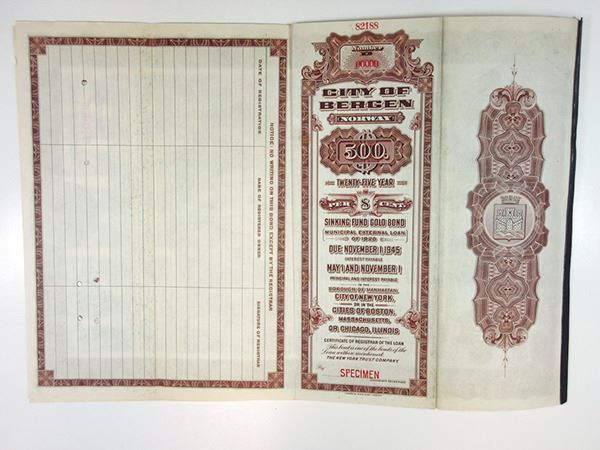 NOTICE: NO WRITING ON THIS BOND EXCEPT BY THE REGISTRAR
DATE OF REGISTRATION
NAME OF REGISTERED OWNER
SIGNATURE OF REGISTRAR
82188
Number
D
00000
CITY OF
BERGEN
NORWAY
500.
TWENTY-FIVE YEAR
PER 8 CENT.
SINKING FUND GOLD BOND
MUNICIPAL EXTERNAL LOAN
OF 1920
DUE NOVEMBER 1, 1945
INTEREST PAYABLE
MAY 1 AND NOVEMBER 1
PRINCIPAL AND INTEREST PAYABLE
IN THE
BOROUGH OF MANHATTAN,
CITY OF NEW YORK,
OR IN THE
CITIES OF BOSTON,
MASSACHUSETTS,
OR CHICAGO, ILLINOIS.
CERTIFICATE OF REGISTRAR OF THE LOAN
This bond is one of the bonds of the
Loan within mentioned.
THE NEW YORK TRUST COMPANY
By
SPECIMEN